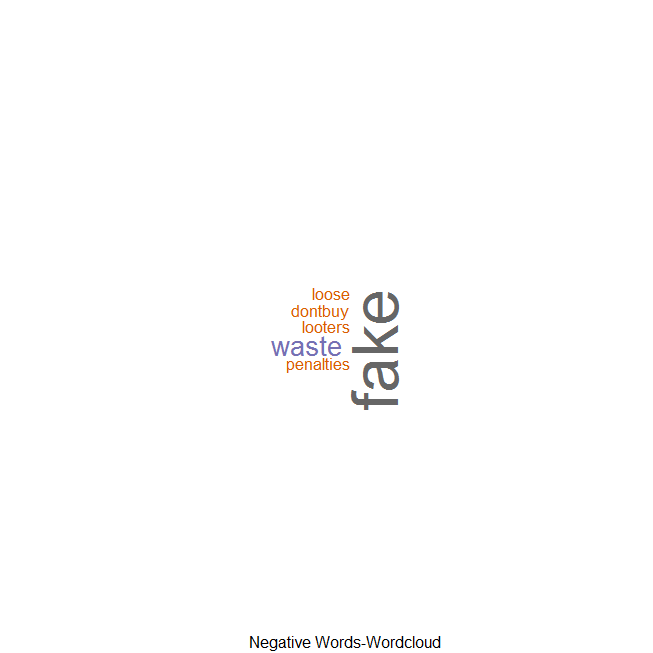 loose
dontbuy
looters
waste
penalties
fake
Negative Words-Wordcloud